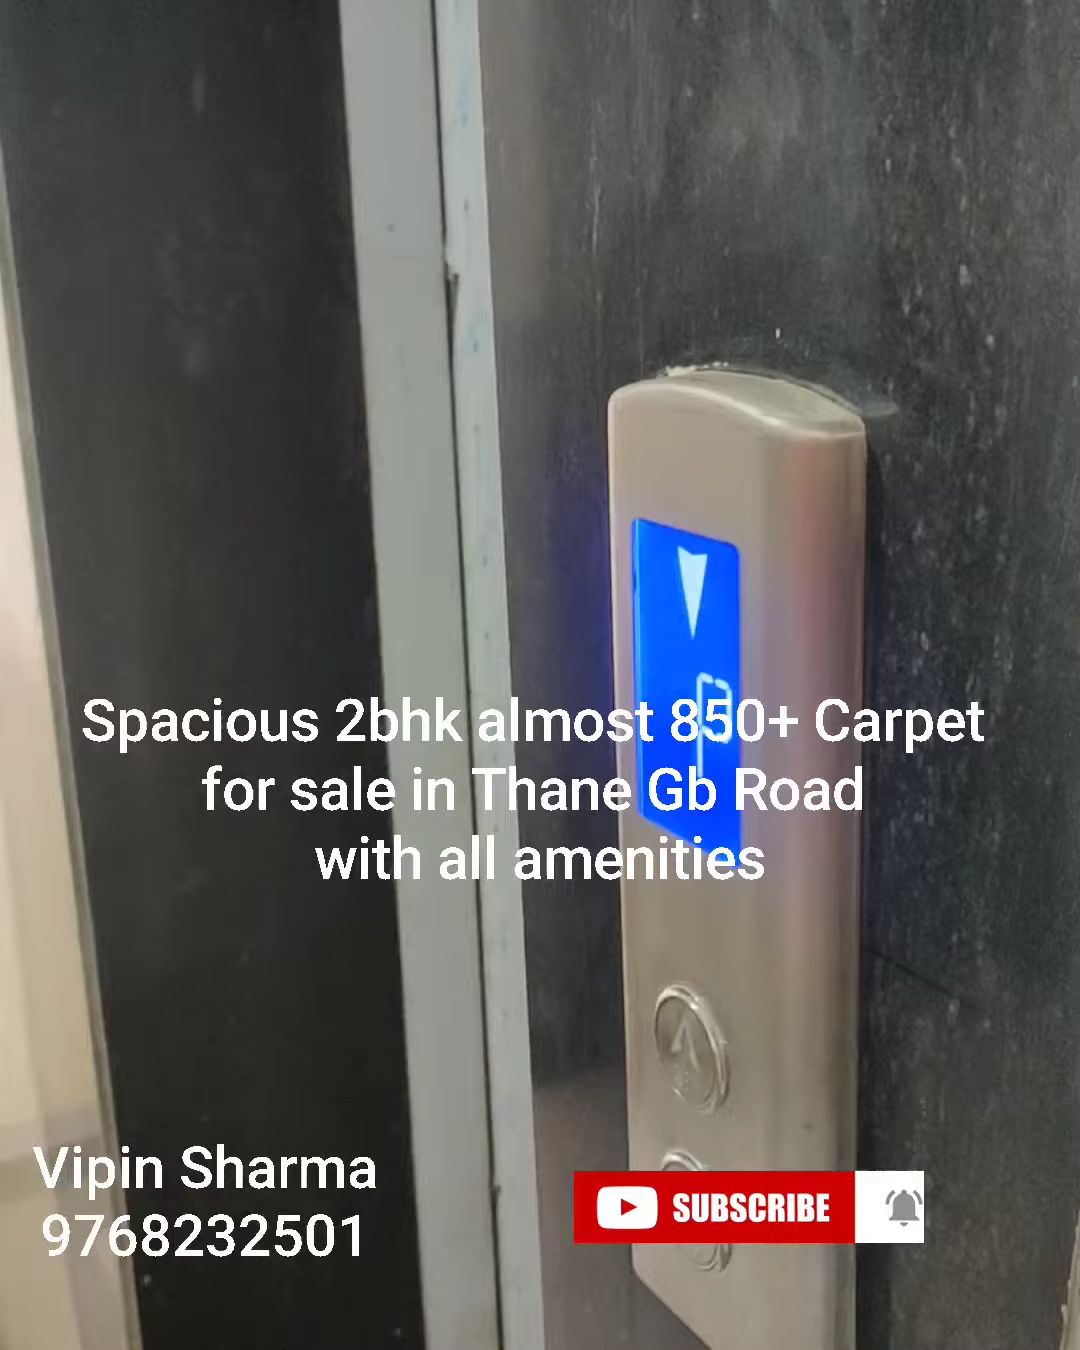 P
Spacious 2bhk almost 850+ Carpet
for sale in Thane Gb Road
with all amenities
Vipin Sharma
9768232501
SUBSCRIBE